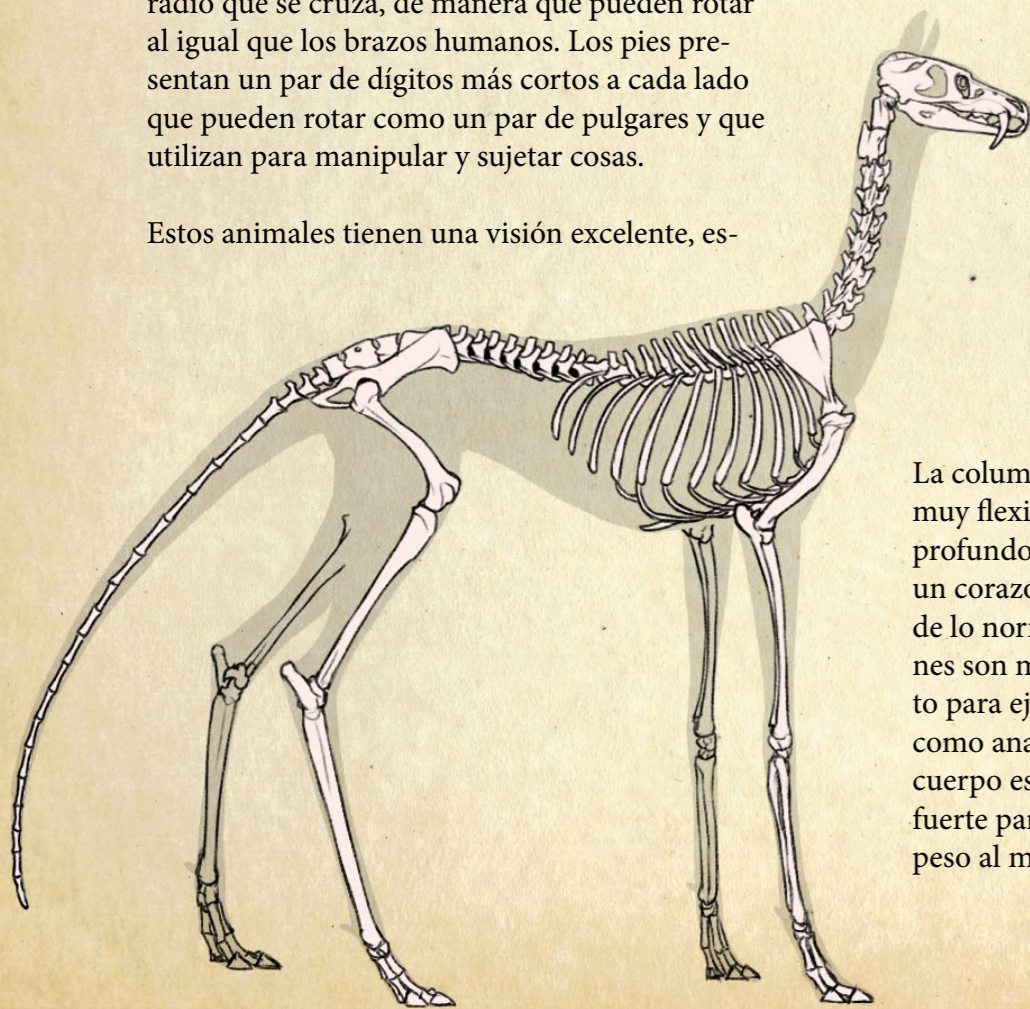 radio que se cruza, de manera que pueden rotar
al igual que los brazos humanos. Los pies pre-
sentan un par de dígitos más cortos a cada lado
que pueden rotar como un par de pulgares y que
utilizan para manipular y sujetar cosas.
Estos animales tienen una visión excelente, es-
La colum
muy flexi
profundo
un corazo
de lo nor
nes son m
to para ej
como ana
cuerpo es
fuerte par
peso al m